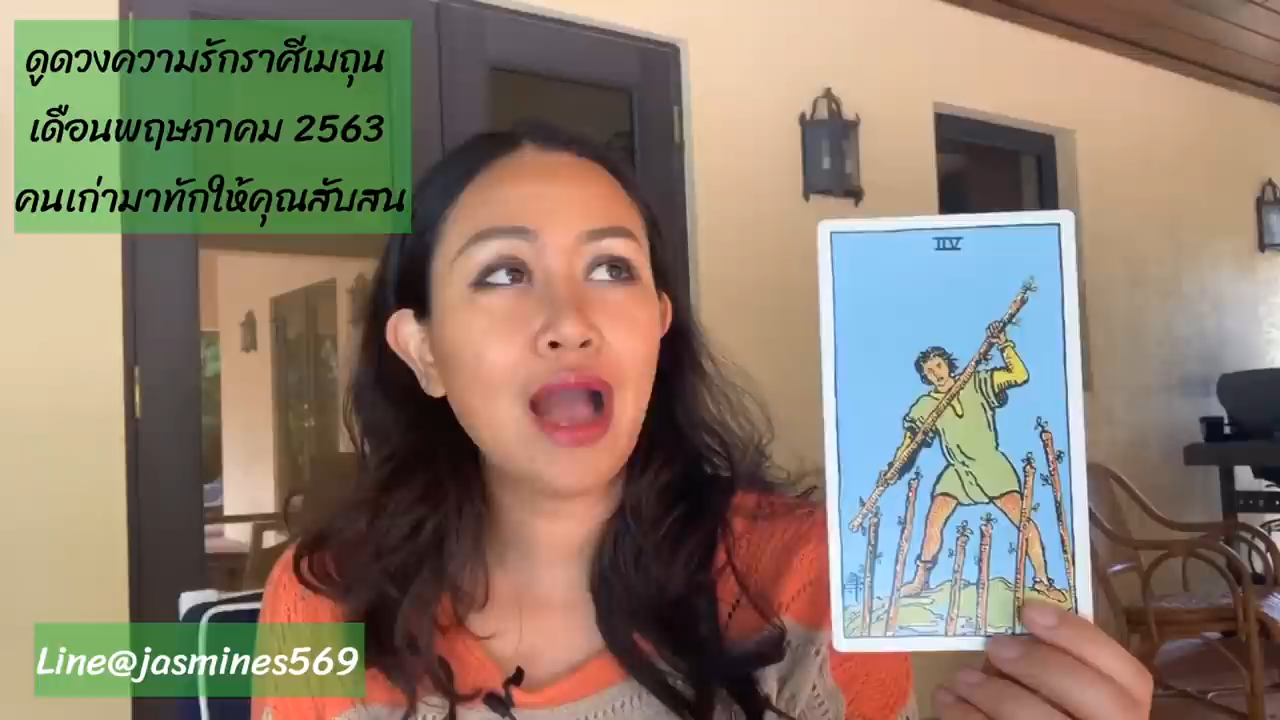 ดูดวงความรักราศีเมถุน
เดือนพฤษภาคม 2563
คนเก่ามาทักให้คุณสับสน
VII
Line@jasmines569